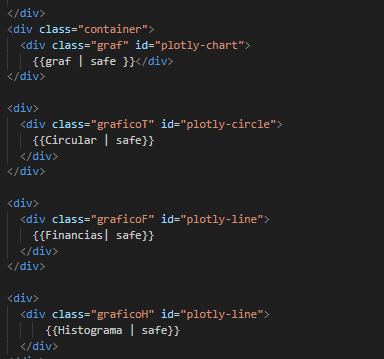 </div>
<div class="container">
<div class="graf" id="plotly-chart">
{{graf | safe }}</div>
</div>
<div>
<div class="graficoT" id="plotly-circle">
{{Circular | safe}}
</div>
</div>
<div>
<div class="graficoF" id="plotly-line">
{{Financias| safe}}
</div>
</div>
<div>
<div class="graficoH" id="plotly-line">
{{Histograma | safe}}
</div>